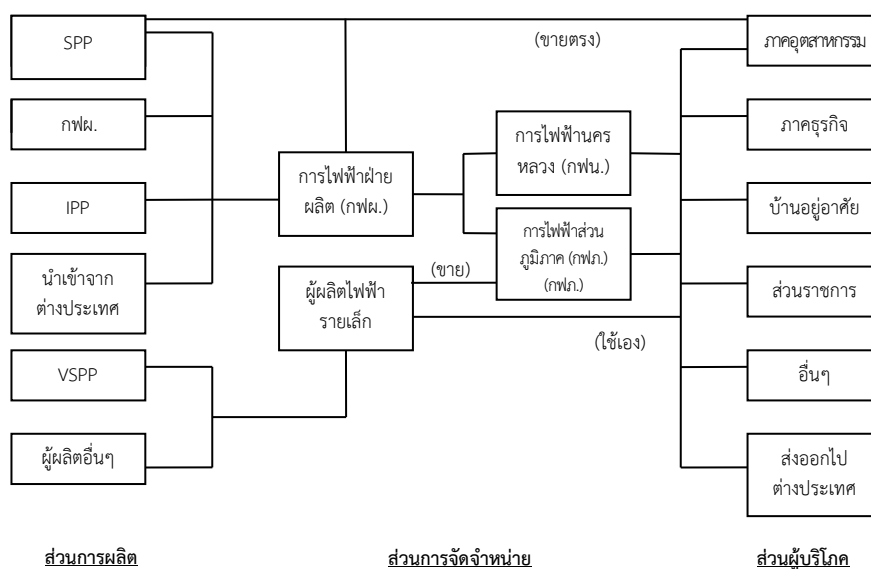 SPP
กฟผ.
IPP
นำเข้าจาก
ต่างประเทศ
VSPP
ผู้ผลิตอื่นๆ
ส่วนการผลิต
(ขายตรง)
การไฟฟ้าฝ่าย
ผลิต (กฟผ.)
การไฟฟ้านคร
หลวง (กฟน.)
การไฟฟ้าส่วน
ภูมิภาค (กฟภ.)
(กฟภ.)
(ขาย)
ผู้ผลิตไฟฟ้า
รายเล็ก
(ใช้เอง)
ส่วนการจัดจำหน่าย
ภาคอุตสาหกรรม
ภาคธุรกิจ
บ้านอยู่อาศัย
ส่วนราชการ
อื่นๆ
ส่งออกไป
ต่างประเทศ
ส่วนผู้บริโภค